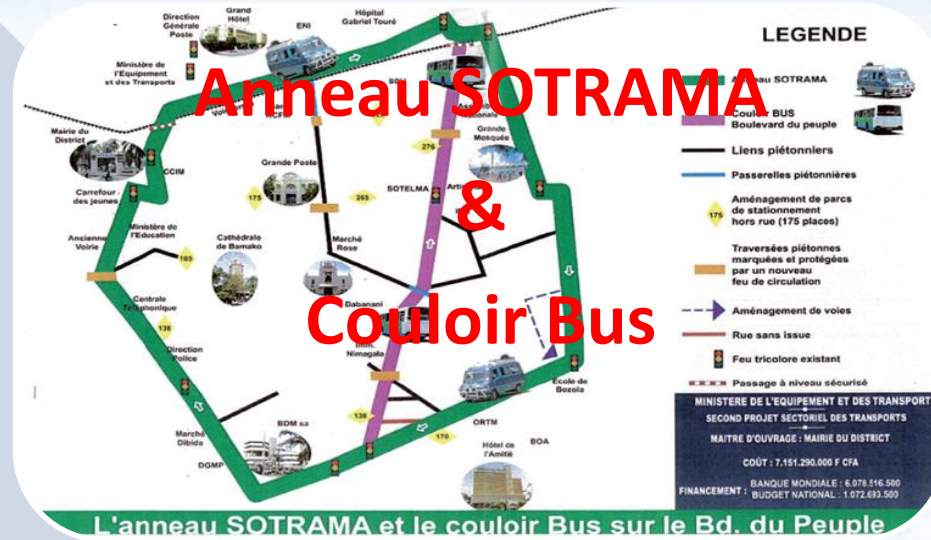 Anneau SOTRAMA
&
Couloir Bus
Direction
Générale
Poste
Grand
Hôtel
ENI
Hôpital
Gabriel Touré
Ministère de
l'Equipement
et des Transports
Mairie du
District
CCIM
Carrefour
des jeunes
Grande Poste
Grande
Mosquée
276
175
265
SOTELMA
Ancienne
Voirie
Ministère de
l'Education
165
Cathédrale
de Bamako
Marché
Rose
Dabanani
Centrale
Téléphonique
138
Direction
Police
Imm.
Nimagala
Ecole de
Bozola
Marché
Dibida
BDM sa
138
ORTM
170
BOA
DGMP
Hôtel de
l'Amitié
LEGENDE
Anneau SOTRAMA
Couloir BUS
Boulevard du peuple
Liens piétonniers
Passerelles piétonnières
175
Aménagement de parcs
de stationnement
hors rue (175 places)
Traversées piétonnes
marquées et protégées
par un nouveau
feu de circulation
Aménagement de voies
Rue sans issue
Feu tricolore existant
Passage à niveau sécurisé
MINISTERE DE L'EQUIPEMENT ET DES TRANSPORT
SECOND PROJET SECTORIEL DES TRANSPORTS
MAITRE D'OUVRAGE : MAIRIE DU DISTRICT
COÛT : 7.151.290.000 F CFA
FINANCEMENT : BANQUE MONDIALE : 6.078.516.500
BUDGET NATIONAL : 1.072.693.500
L'anneau SOTRAMA et le couloir Bus sur le Bd. du Peuple